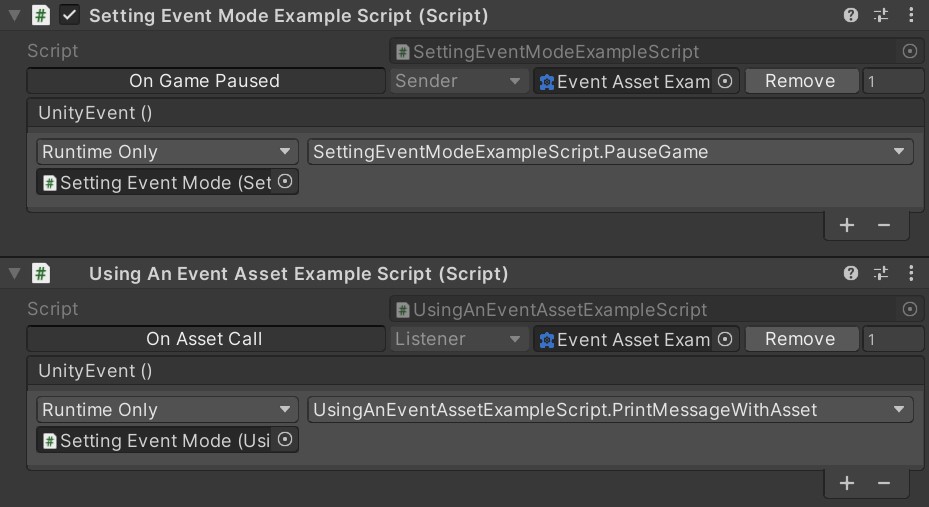 Setting Event Mode Example Script (Script)
Script SettingEventModeExampleScript
On Game Paused Sender Event Asset Exam Remove 1
UnityEvent ()
Runtime Only SettingEventModeExampleScript.PauseGame
Setting Event Mode (Set
+ −
Using An Event Asset Example Script (Script)
Script UsingAnEventAssetExampleScript
On Asset Call Listener Event Asset Exam Remove 1
UnityEvent ()
Runtime Only UsingAnEventAssetExampleScript.PrintMessageWithAsset
Setting Event Mode (Usi
+ −